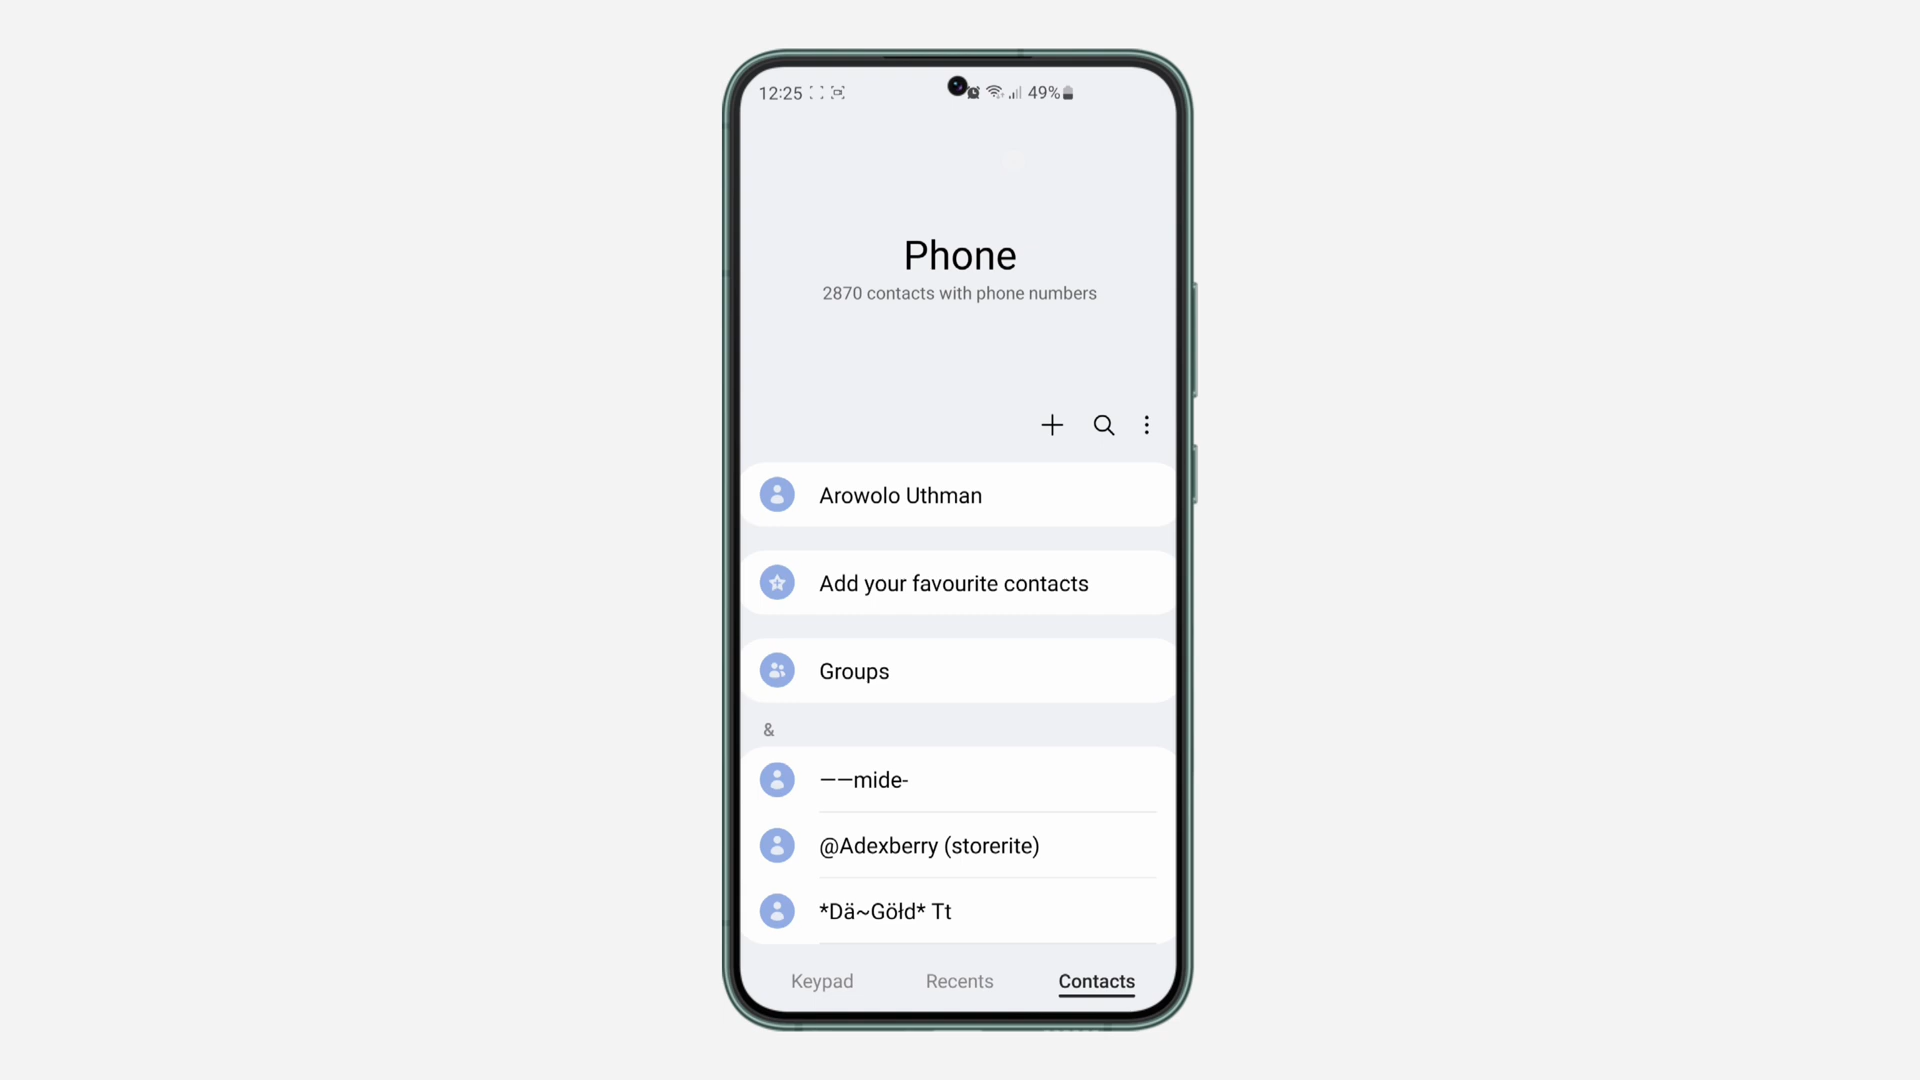 12:25 49%
Phone
2870 contacts with phone numbers
Arowolo Uthman
Add your favourite contacts
Groups
&
——mide-
@Adexberry (storerite)
*Dä~Göłd* Tt
Keypad Recents Contacts